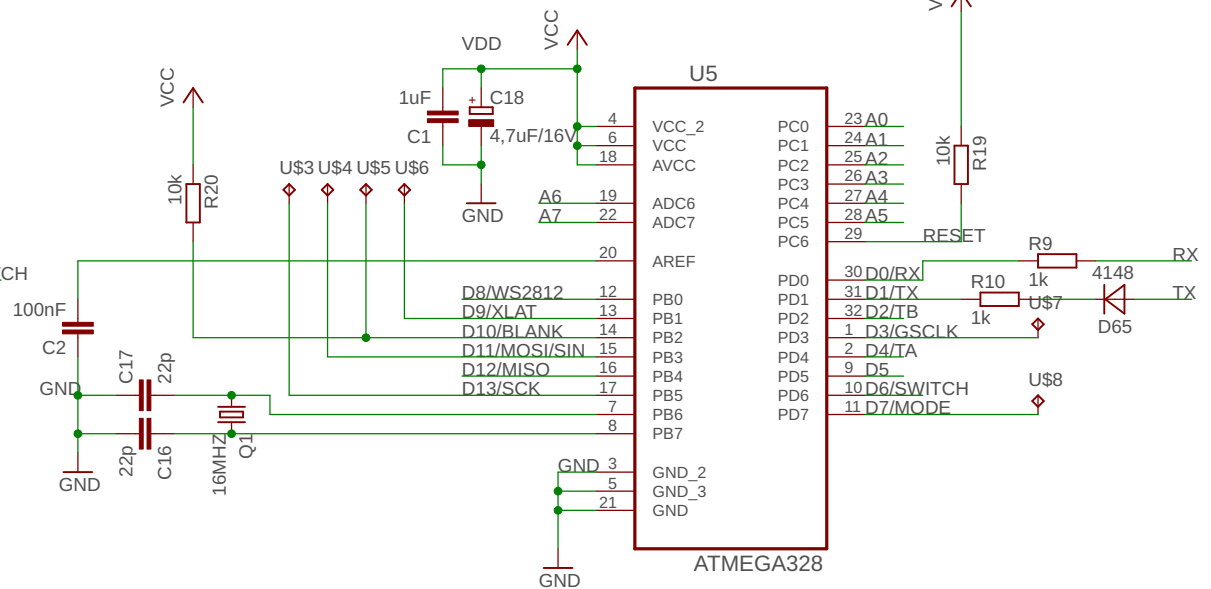 V
VCC
VDD
U5
VCC
1uF
+
C18
C1
4,7uF/16V
4
VCC_2
PC0
23
A0
6
VCC
PC1
24
A1
18
AVCC
PC2
25
A2
PC3
26
A3
10k
R19
U$3
U$4
U$5
U$6
10k
R20
GND
A6
19
ADC6
PC4
27
A4
A7
22
ADC7
PC5
28
A5
PC6
29
RESET
CH
20
AREF
R9
RX
1k
PD0
30
D0/RX
R10
4148
100nF
C2
D8/WS2812
12
PB0
PD1
31
D1/TX
1k
TX
U$7
D65
D9/XLAT
13
PB1
PD2
32
D2/TB
D10/BLANK
14
PB2
PD3
1
D3/GSCLK
D11/MOSI/SIN
15
PB3
PD4
2
D4/TA
D12/MISO
16
PB4
PD5
9
D5
D13/SCK
17
PB5
PD6
10
D6/SWITCH
U$8
7
PB6
PD7
11
D7/MODE
8
PB7
C17
22p
GND
22p
C16
16MHZ
Q1
GND
GND
3
GND_2
5
GND_3
21
GND
GND
ATMEGA328